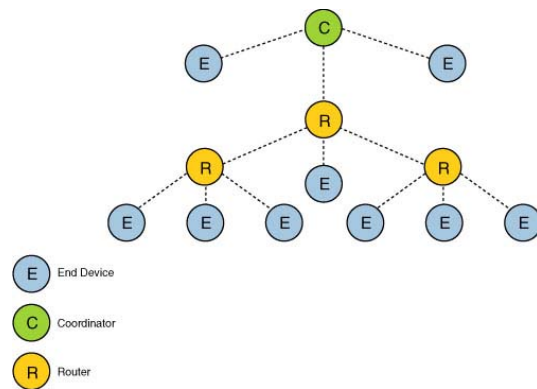 C
E E
R
R R
E
E E E E E E
E End Device
C Coordinator
R Router